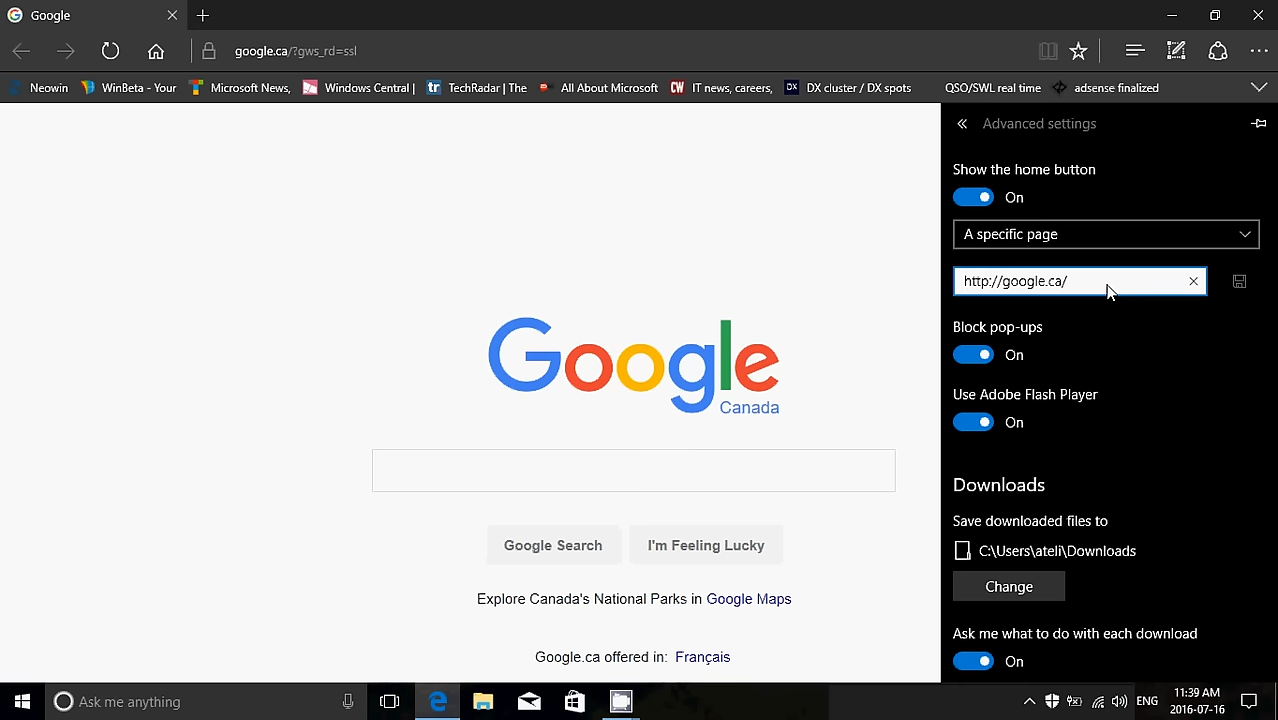 Google
google.ca/?gws_rd=ssl
Neowin WinBeta - Your Microsoft News, Windows Central | TechRadar | The All About Microsoft CW IT news, careers, DX DX cluster / DX spots QSO/SWL real time adsense finalized
Advanced settings
Show the home button
On
A specific page
http://google.ca/
Block pop-ups
On
Use Adobe Flash Player
On
Downloads
Save downloaded files to
C:\Users\ateli\Downloads
Change
Ask me what to do with each download
On
Google
Canada
Google Search I'm Feeling Lucky
Explore Canada's National Parks in Google Maps
Google.ca offered in: Français
Ask me anything
ENG
11:39 AM
2016-07-16